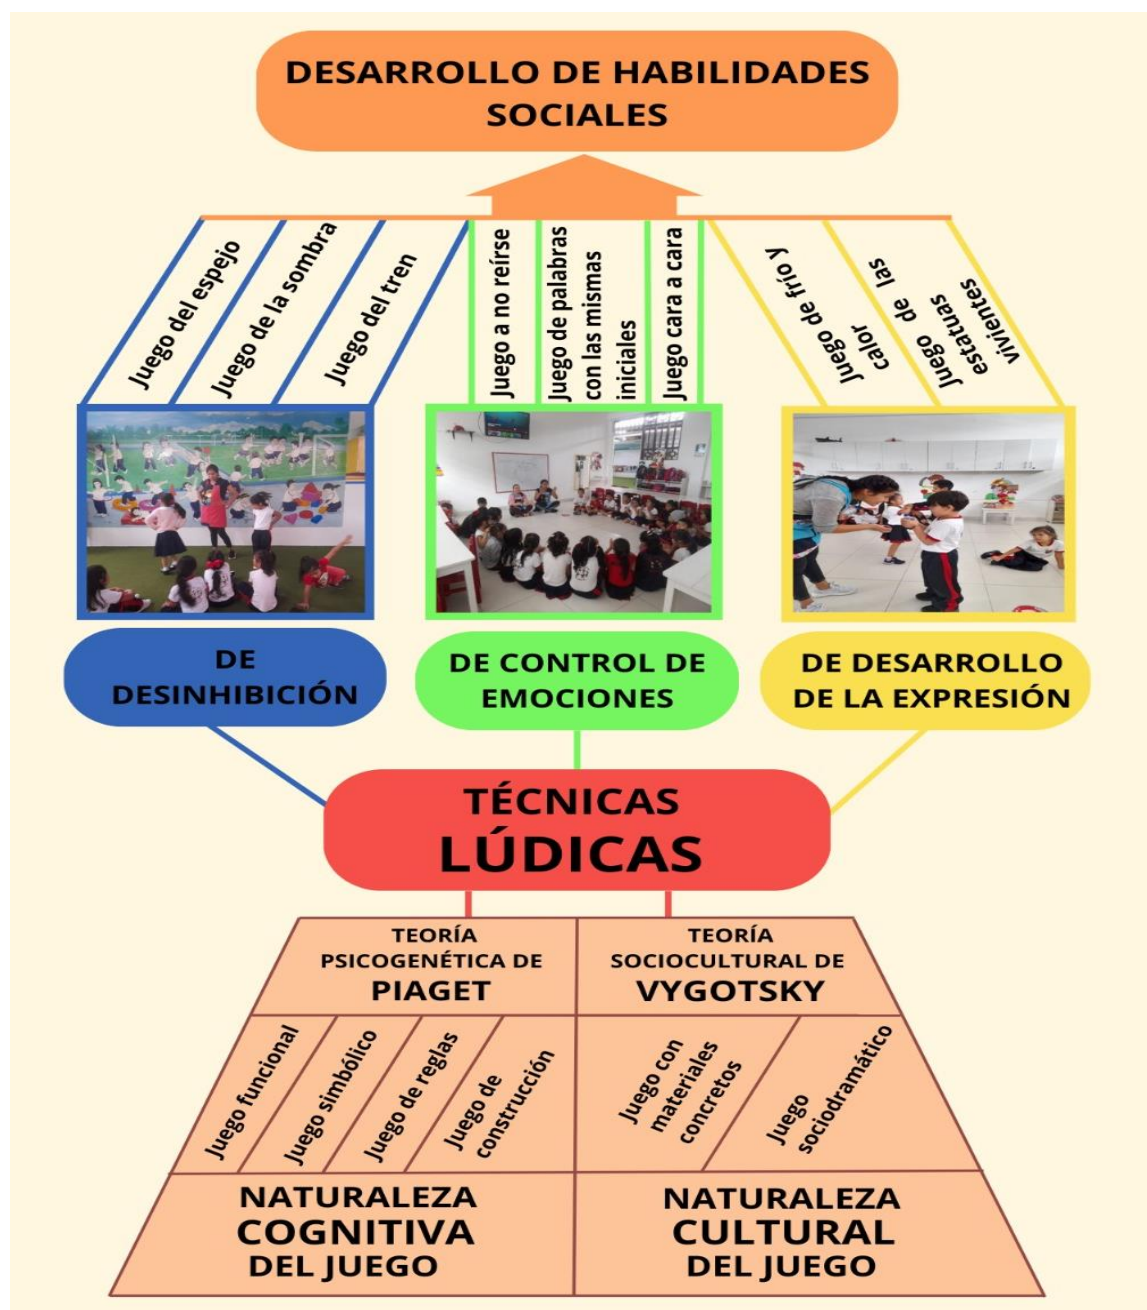 DESARROLLO DE HABILIDADES
SOCIALES
Juego del espejo
Juego de la sombra
Juego del tren
Juego a no reírse
Juego de palabras
con las mismas
iniciales
Juego cara a cara
Juego de frío y
calor
Juego de las
estatuas
vivientes
DE
DESINHIBICIÓN
DE CONTROL DE
EMOCIONES
DE DESARROLLO
DE LA EXPRESIÓN
TÉCNICAS
LÚDICAS
TEORÍA
PSICOGENÉTICA DE
PIAGET
TEORÍA
SOCIOCULTURAL DE
VYGOTSKY
Juego funcional
Juego simbólico
Juego de reglas
Juego de
construcción
Juego con
materiales
concretos
Juego
sociodramático
NATURALEZA
COGNITIVA
DEL JUEGO
NATURALEZA
CULTURAL
DEL JUEGO